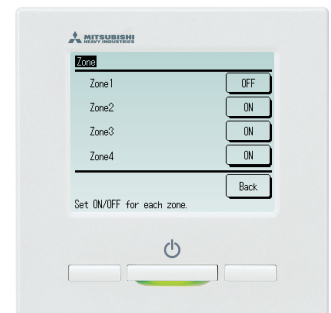 MITSUBISHI
HEAVY INDUSTRIES
Zone
Zone1 OFF
Zone2 ON
Zone3 ON
Zone4 ON
Back
Set ON/OFF for each zone.